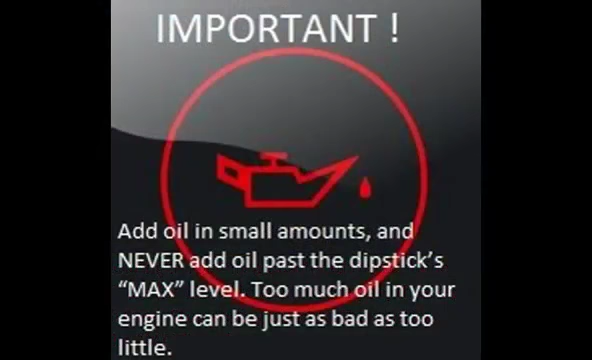 IMPORTANT !
Add oil in small amounts, and
NEVER add oil past the dipstick's
“MAX” level. Too much oil in your
engine can be just as bad as too
little.